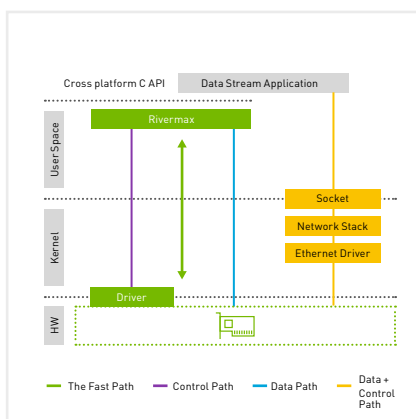 Cross platform C API
Data Stream Application
Rivermax
User Space
Socket
Network Stack
Kernel
Ethernet Driver
Driver
HW
The Fast Path
Control Path
Data Path
Data +
Control
Path